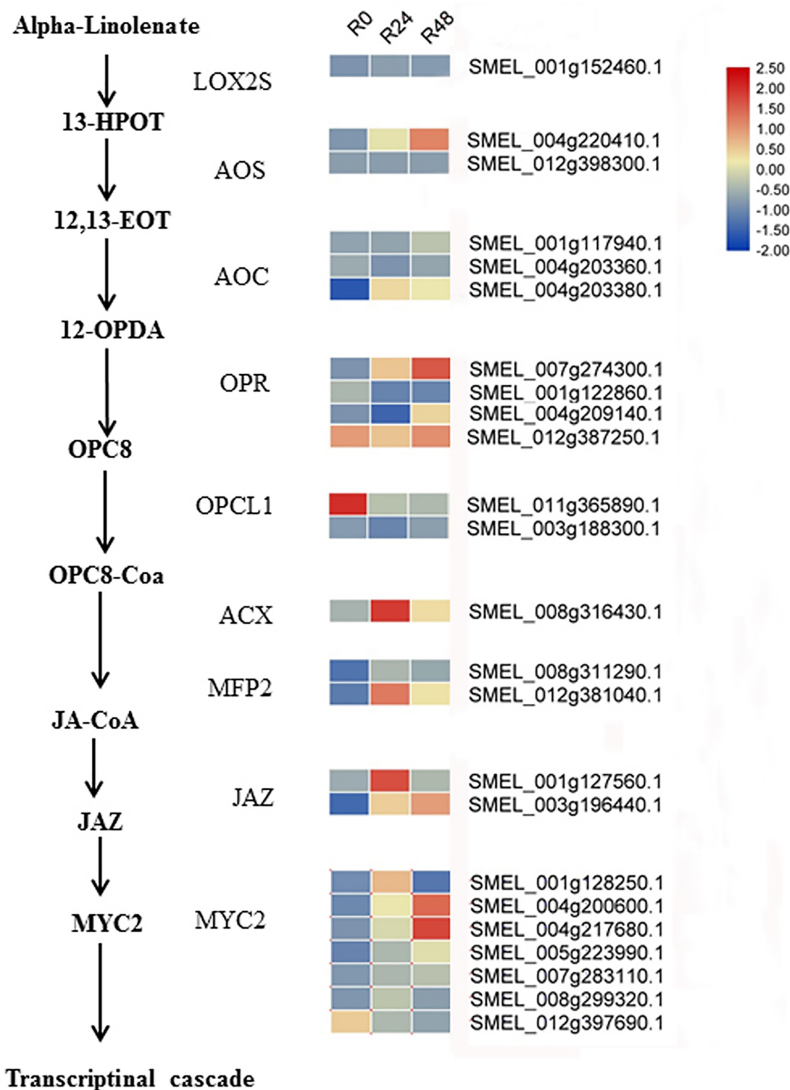 Alpha-Linolenate
R0 R24 R48
LOX2S
SMEL_001g152460.1
13-HPOT
AOS
SMEL_004g220410.1
SMEL_012g398300.1
12,13-EOT
AOC
SMEL_001g117940.1
SMEL_004g203360.1
SMEL_004g203380.1
12-OPDA
OPR
SMEL_007g274300.1
SMEL_001g122860.1
SMEL_004g209140.1
SMEL_012g387250.1
OPC8
OPCL1
SMEL_011g365890.1
SMEL_003g188300.1
OPC8-Coa
ACX
SMEL_008g316430.1
MFP2
SMEL_008g311290.1
SMEL_012g381040.1
JA-CoA
JAZ
SMEL_001g127560.1
SMEL_003g196440.1
JAZ
MYC2
MYC2
SMEL_001g128250.1
SMEL_004g200600.1
SMEL_004g217680.1
SMEL_005g223990.1
SMEL_007g283110.1
SMEL_008g299320.1
SMEL_012g397690.1
Transcriptinal cascade
2.50
2.00
1.00
0.50
0.00
-0.50
-1.00
-1.50
-2.00